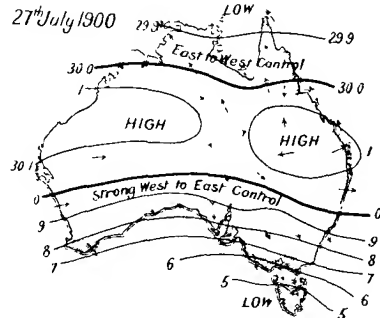 27th July 1900
LOW
29.9
29.9
East to West Control
30.0
30.0
1
HIGH
HIGH
1
30.1
0
Strong West to East Control
0
9
9
8
8
7
7
6
6
5
5
LOW